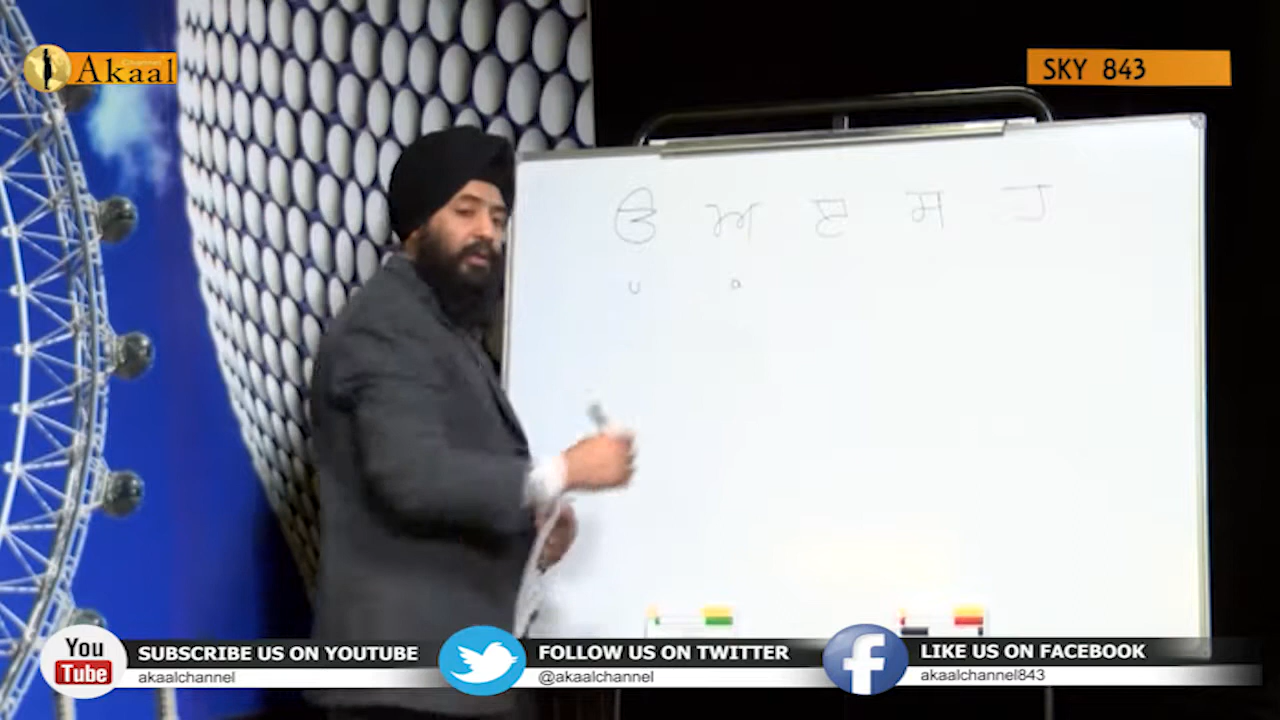 Channel
Akaal
SKY 843
ੳ ਅ ੲ ਸ ਹ
u a
You
Tube
SUBSCRIBE US ON YOUTUBE
akaalchannel
FOLLOW US ON TWITTER
@akaalchannel
f
LIKE US ON FACEBOOK
akaalchannel843